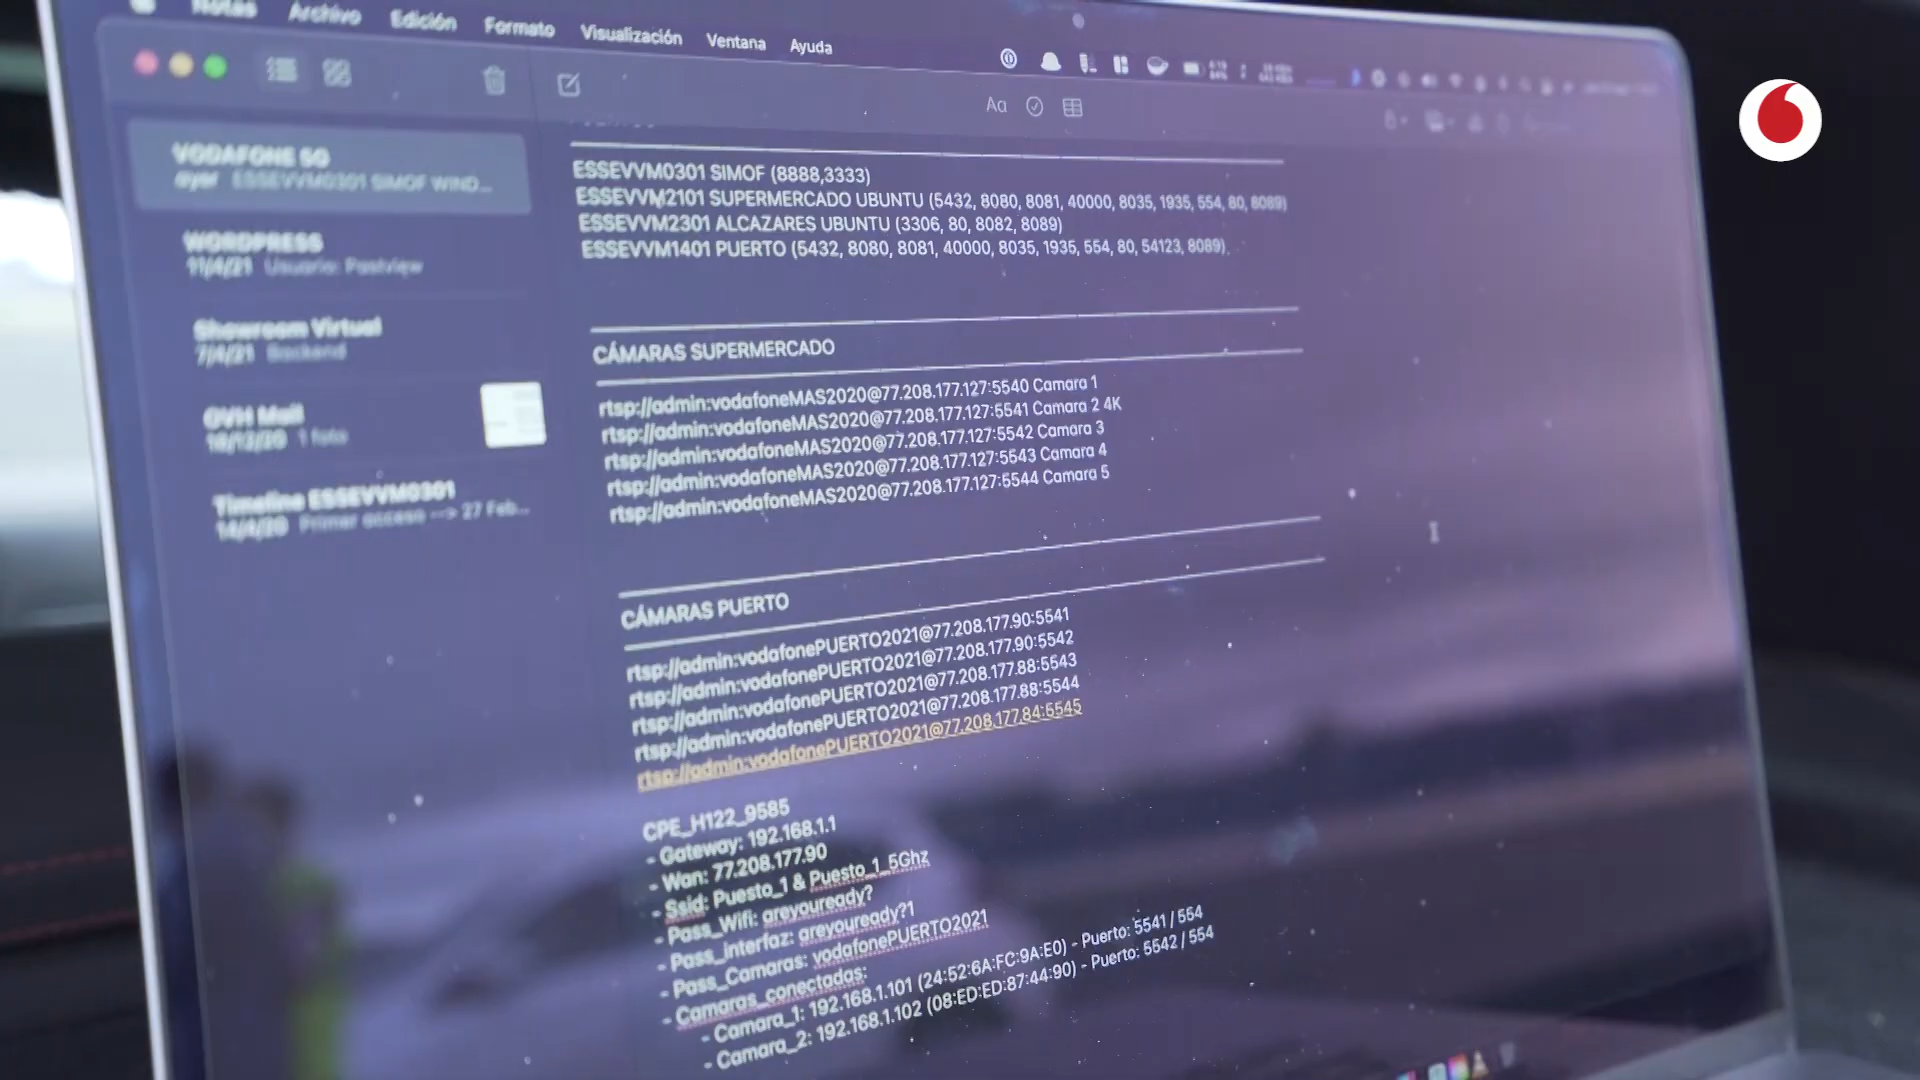 Notas Archivo Edición Formato Visualización Ventana Ayuda
Aa
VODAFONE 5G
ayer ESSEVVM0301 SIMOF WIND...
WORDPRESS
11/4/21 Usuario: Pastview
Showroom Virtual
7/4/21 Backend
OVH Mail
18/12/20 1 foto
Timeline ESSEVVM0301
14/4/20 Primer acceso --> 27 Feb...
ESSEVVM0301 SIMOF (8888,3333)
ESSEVVM2101 SUPERMERCADO UBUNTU (5432, 8080, 8081, 40000, 8035, 1935, 554, 80, 8089)
ESSEVVM2301 ALCAZARES UBUNTU (3306, 80, 8082, 8089)
ESSEVVM1401 PUERTO (5432, 8080, 8081, 40000, 8035, 1935, 554, 80, 54123, 8089)
CÁMARAS SUPERMERCADO
rtsp://admin:vodafoneMAS2020@77.208.177.127:5540 Camara 1
rtsp://admin:vodafoneMAS2020@77.208.177.127:5541 Camara 2 4K
rtsp://admin:vodafoneMAS2020@77.208.177.127:5542 Camara 3
rtsp://admin:vodafoneMAS2020@77.208.177.127:5543 Camara 4
rtsp://admin:vodafoneMAS2020@77.208.177.127:5544 Camara 5
CÁMARAS PUERTO
rtsp://admin:vodafonePUERTO2021@77.208.177.90:5541
rtsp://admin:vodafonePUERTO2021@77.208.177.90:5542
rtsp://admin:vodafonePUERTO2021@77.208.177.88:5543
rtsp://admin:vodafonePUERTO2021@77.208.177.88:5544
rtsp://admin:vodafonePUERTO2021@77.208.177.84:5545
CPE_H122_9585
- Gateway: 192.168.1.1
- Wan: 77.208.177.90
- Ssid: Puesto_1 & Puesto_1_5Ghz
- Pass_Wifi: areyouready?
- Pass_interfaz: areyouready?1
- Pass_Camaras: vodafonePUERTO2021
- Camaras_conectadas:
- Camara_1: 192.168.1.101 (24:52:6A:FC:9A:E0) - Puerto: 5541 / 554
- Camara_2: 192.168.1.102 (08:ED:ED:87:44:90) - Puerto: 5542 / 554